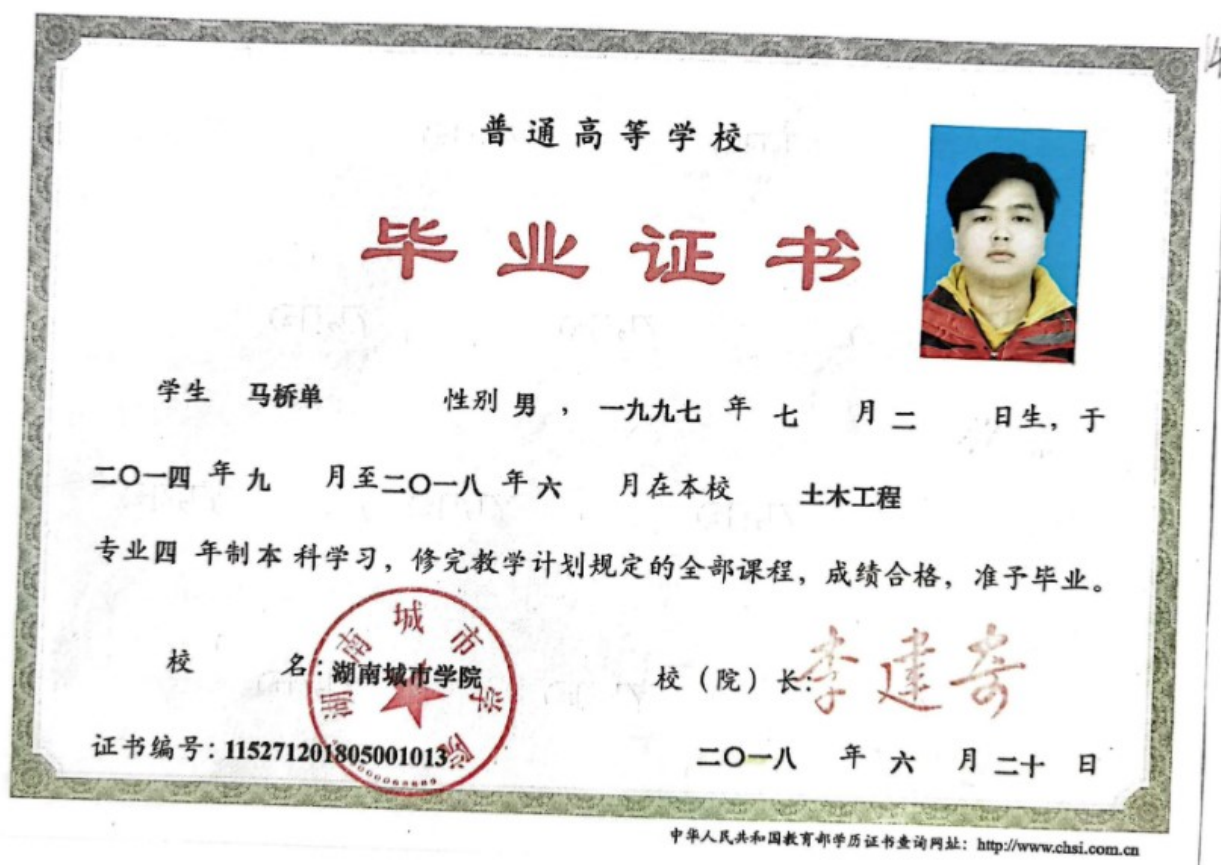 普通高等学校
毕业证书
学生 马桥单 性别 男 ， 一九九七 年 七 月 二 日生，于
二〇一四 年 九 月至 二〇一八 年 六 月在本校 土木工程
专业 四 年制 本 科学习，修完教学计划规定的全部课程，成绩合格，准予毕业。
湖南城市学院
校 名：湖南城市学院 校（院）长：李建奇
证书编号：115271201805001013 二〇一八 年 六 月 二十 日
中华人民共和国教育部学历证书查询网址：http://www.chsi.com.cn